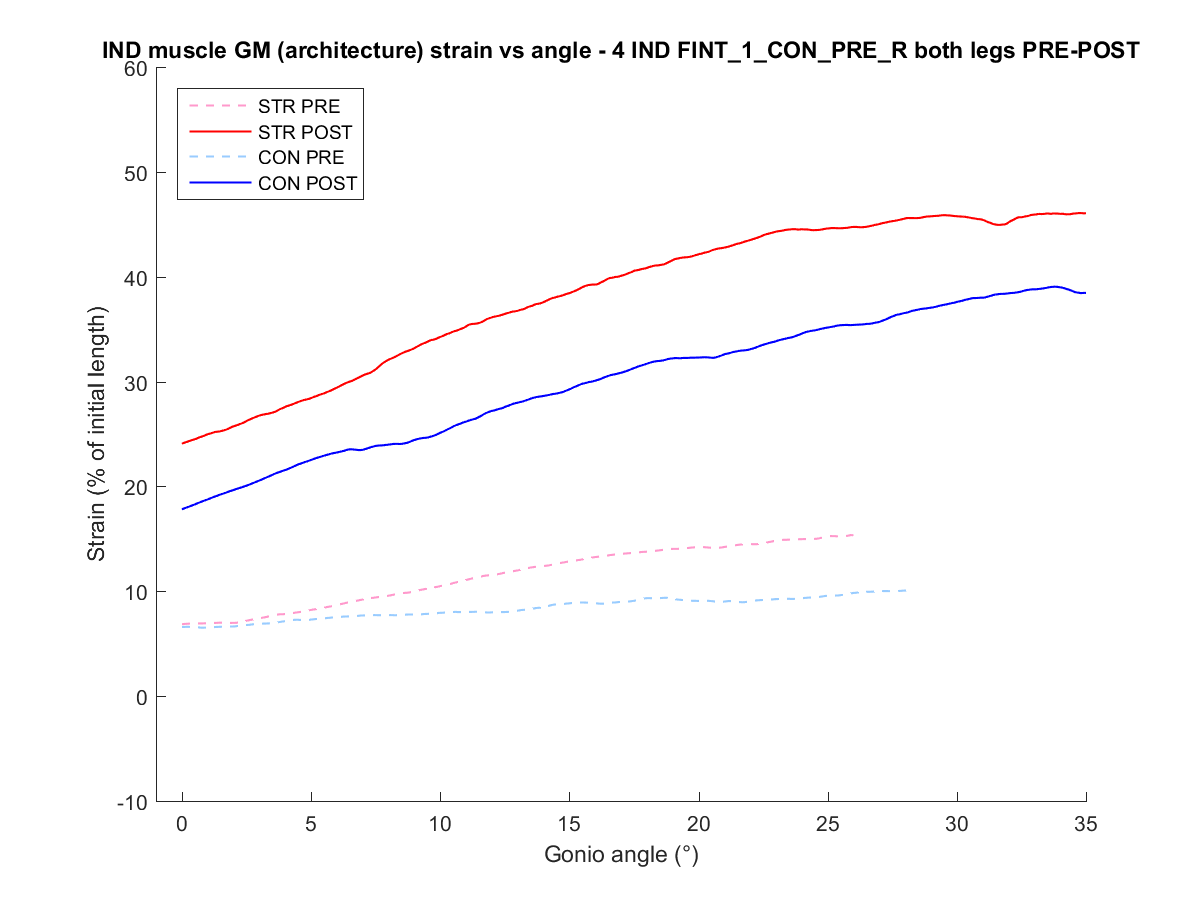 IND muscle GM (architecture) strain vs angle - 4 IND FINT_1_CON_PRE_R both legs PRE-POST
60
50
40
30
20
10
0
-10
STR PRE
STR POST
CON PRE
CON POST
Strain (% of initial length)
0 5 10 15 20 25 30 35
Gonio angle (°)